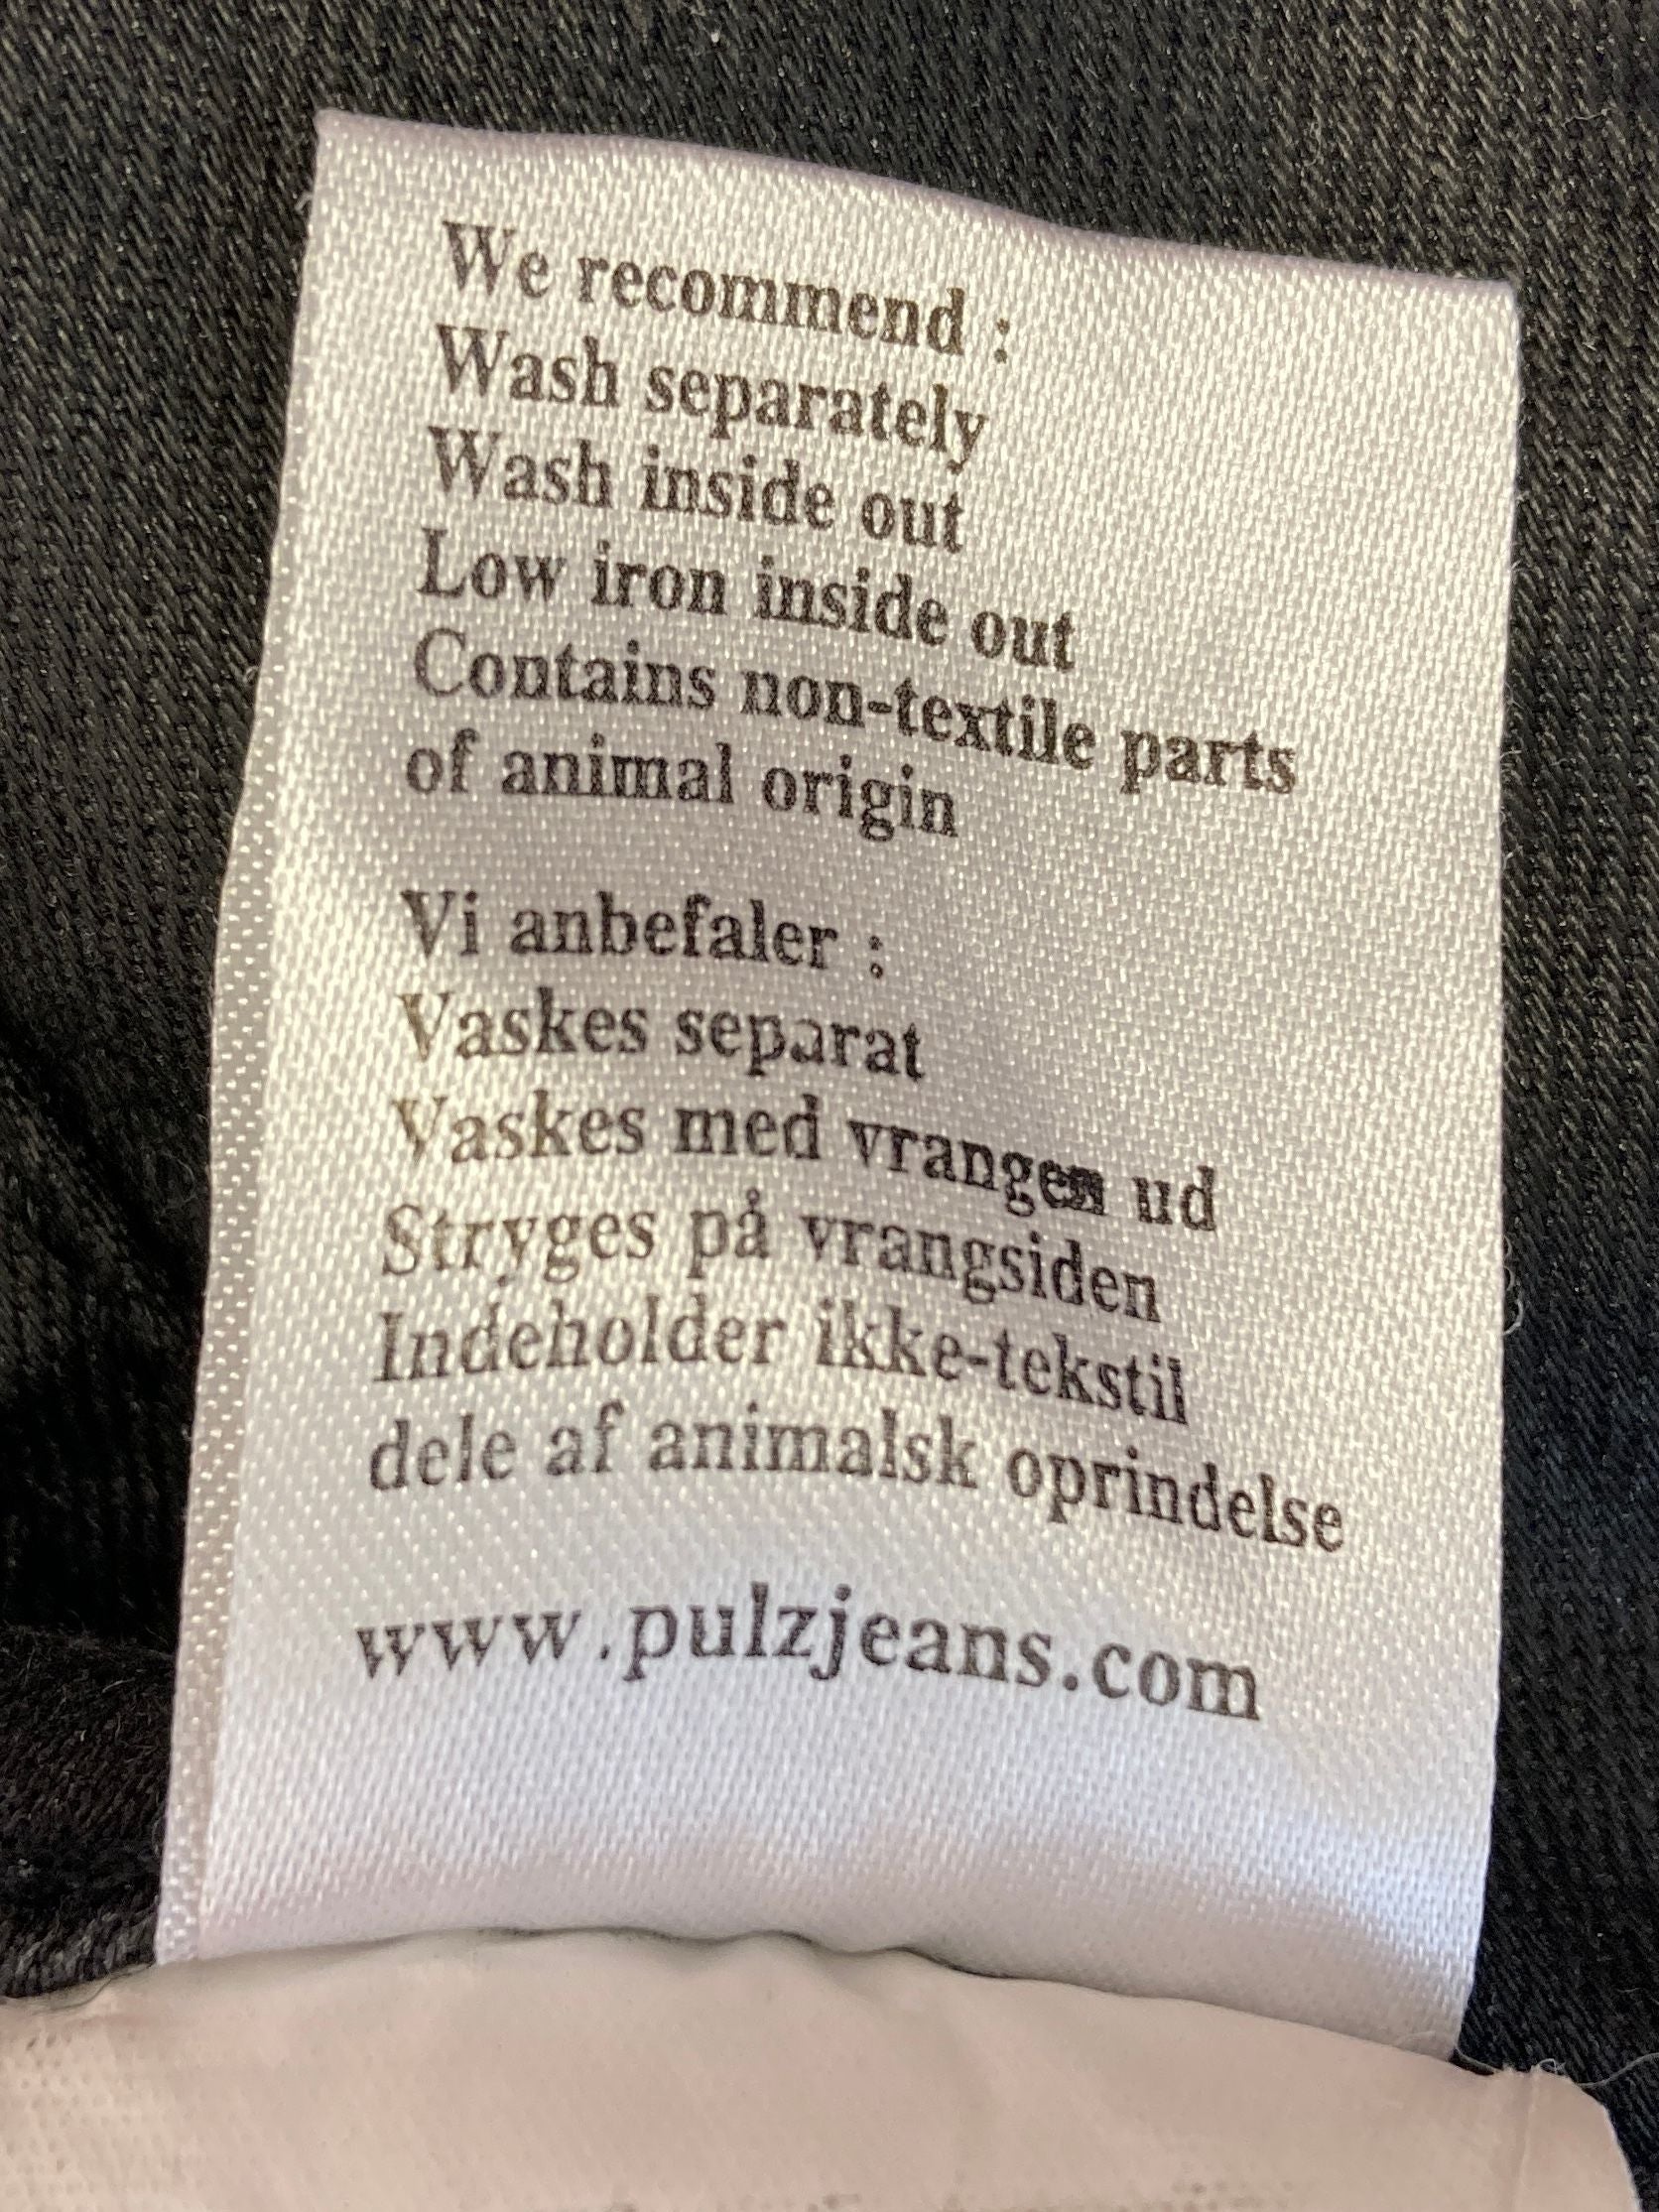 We recommend :
Wash separately
Wash inside out
Low iron inside out
Contains non-textile parts
of animal origin
Vi anbefaler :
Vaskes separat
Vaskes med vrangen ud
Stryges på vrangsiden
Indeholder ikke-tekstil
dele af animalsk oprindelse
www.pulzjeans.com